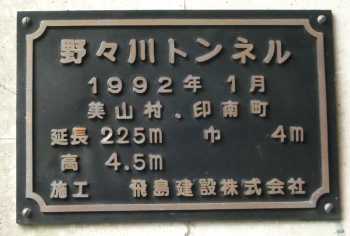 野々川トンネル
1992年 1月
美山村．印南町
延長 225m 巾 4m
高 4.5m
施工 飛島建設株式会社